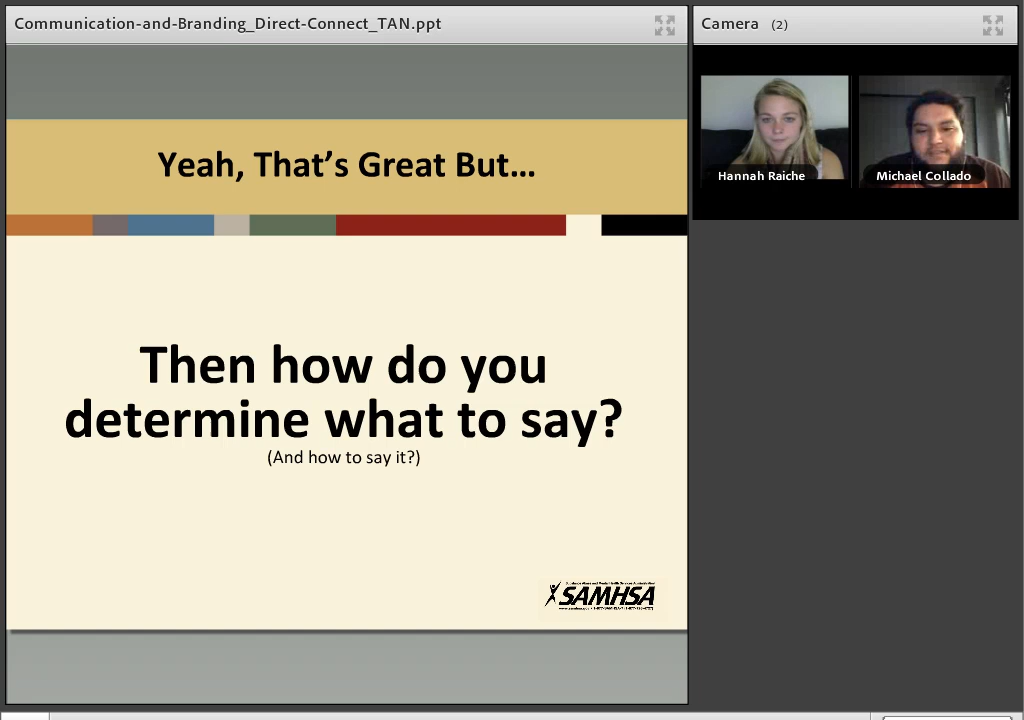 Communication-and-Branding_Direct-Connect_TAN.ppt
Camera (2)
Hannah Raiche
Michael Collado
Yeah, That’s Great But...
Then how do you
determine what to say?
(And how to say it?)
SAMHSA